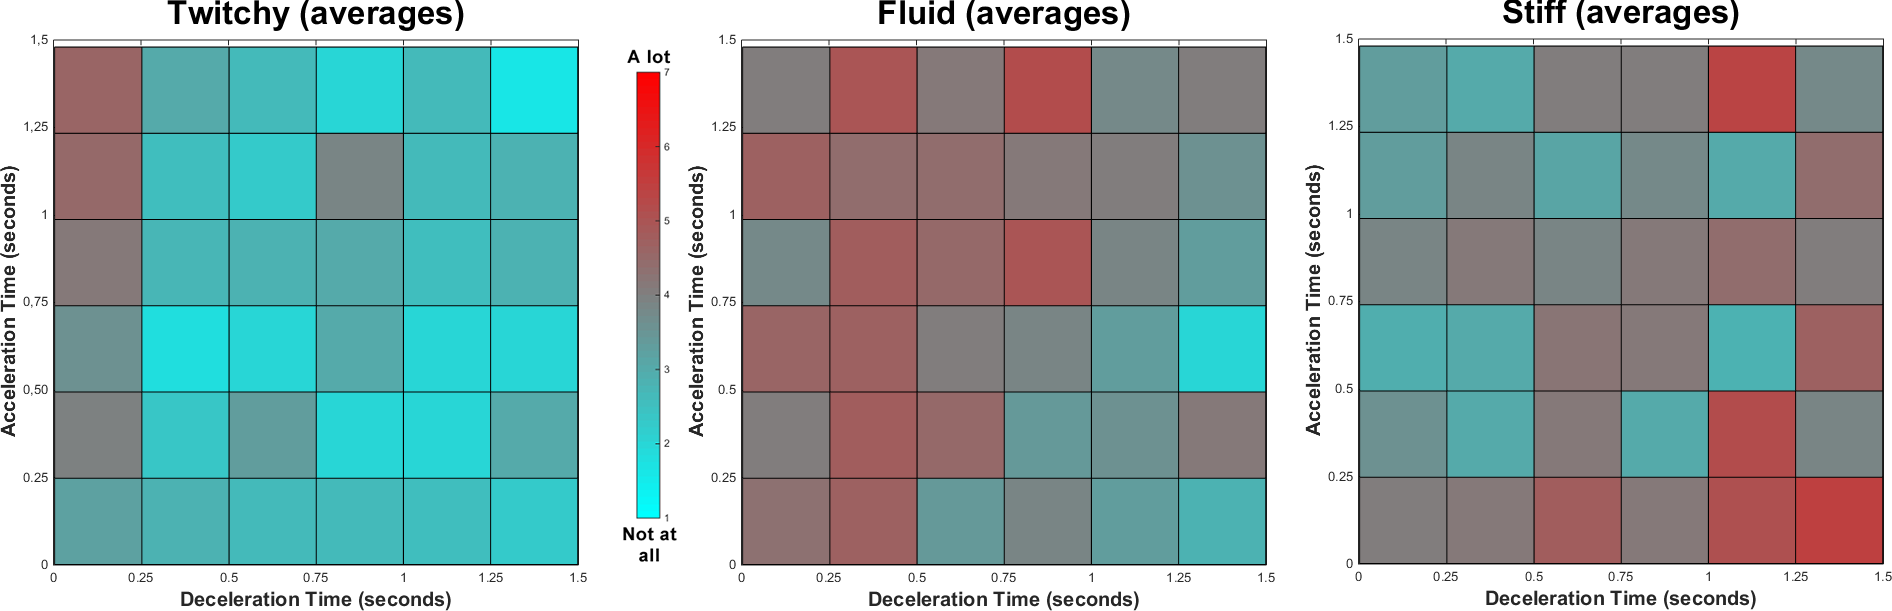 Twitchy (averages)
Acceleration Time (seconds)
1.5
1,25
1
0,75
0,50
0.25
0
0 0.25 0.5 0.75 1 1.25 1.5
Deceleration Time (seconds)
A lot
7
6
5
4
3
2
1
Not at
all
Fluid (averages)
Acceleration Time (seconds)
1.5
1.25
1
0.75
0.5
0.25
0
0 0.25 0.5 0.75 1 1.25 1.5
Deceleration Time (seconds)
Stiff (averages)
Acceleration Time (seconds)
1.5
1.25
1
0.75
0.5
0.25
0
0 0.25 0.5 0.75 1 1.25 1.5
Deceleration Time (seconds)